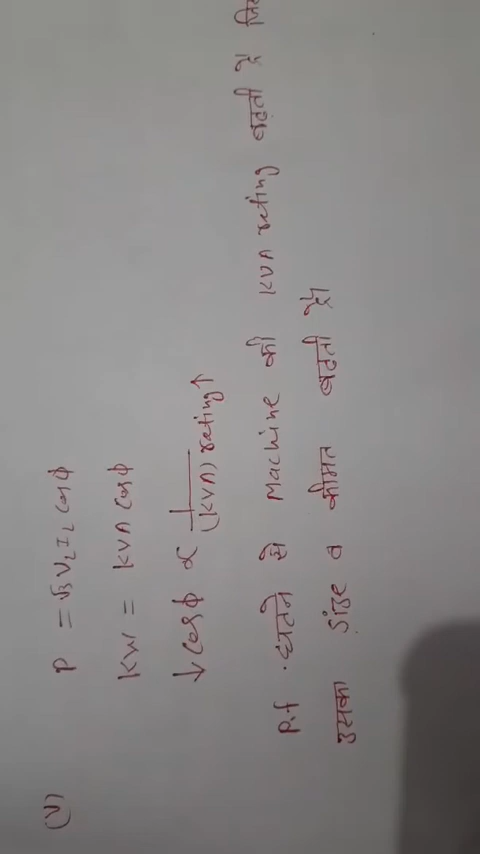 (V) P = √3 VL IL cosϕ
KW = KVA cosϕ
↓ cosϕ ∝ 1/(KVA) rating↑
P.f घटने से Machine की KVA rating बढ़ती है
उसका साइज व कीमत बढ़ती है।